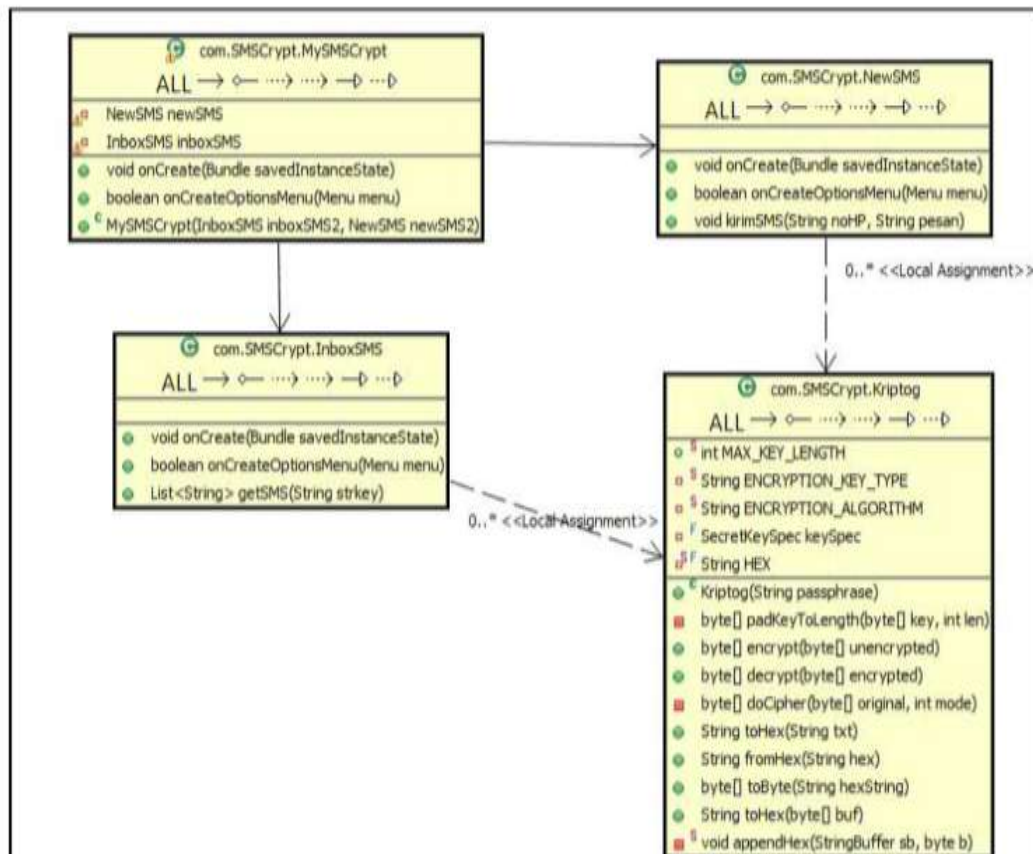 com.SMSCrypt.MySMSCrypt
ALL
NewSMS newSMS
InboxSMS inboxSMS
void onCreate(Bundle savedInstanceState)
boolean onCreateOptionsMenu(Menu menu)
MySMSCrypt(InboxSMS inboxSMS2, NewSMS newSMS2)
com.SMSCrypt.NewSMS
ALL
void onCreate(Bundle savedInstanceState)
boolean onCreateOptionsMenu(Menu menu)
void kirimSMS(String noHP, String pesan)
0..* <<Local Assignment>>
com.SMSCrypt.InboxSMS
ALL
void onCreate(Bundle savedInstanceState)
boolean onCreateOptionsMenu(Menu menu)
List<String> getSMS(String strkey)
0..* <<Local Assignment>>
com.SMSCrypt.Kriptog
ALL
S int MAX_KEY_LENGTH
S String ENCRYPTION_KEY_TYPE
S String ENCRYPTION_ALGORITHM
F SecretKeySpec keySpec
S F String HEX
C Kriptog(String passphrase)
byte[] padKeyToLength(byte[] key, int len)
byte[] encrypt(byte[] unencrypted)
byte[] decrypt(byte[] encrypted)
byte[] doCipher(byte[] original, int mode)
String toHex(String txt)
String fromHex(String hex)
byte[] toByte(String hexString)
String toHex(byte[] buf)
S void appendHex(StringBuffer sb, byte b)